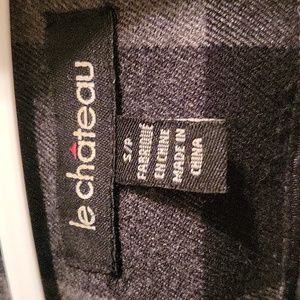 le château
S/P
FABRIQUÉ
EN CHINE
MADE IN
CHINA